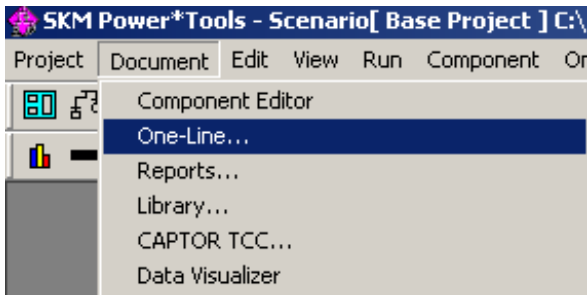 SKM Power*Tools - Scenario[ Base Project ] C:\
Project Document Edit View Run Component
Component Editor
One-Line...
Reports...
Library...
CAPTOR TCC...
Data Visualizer